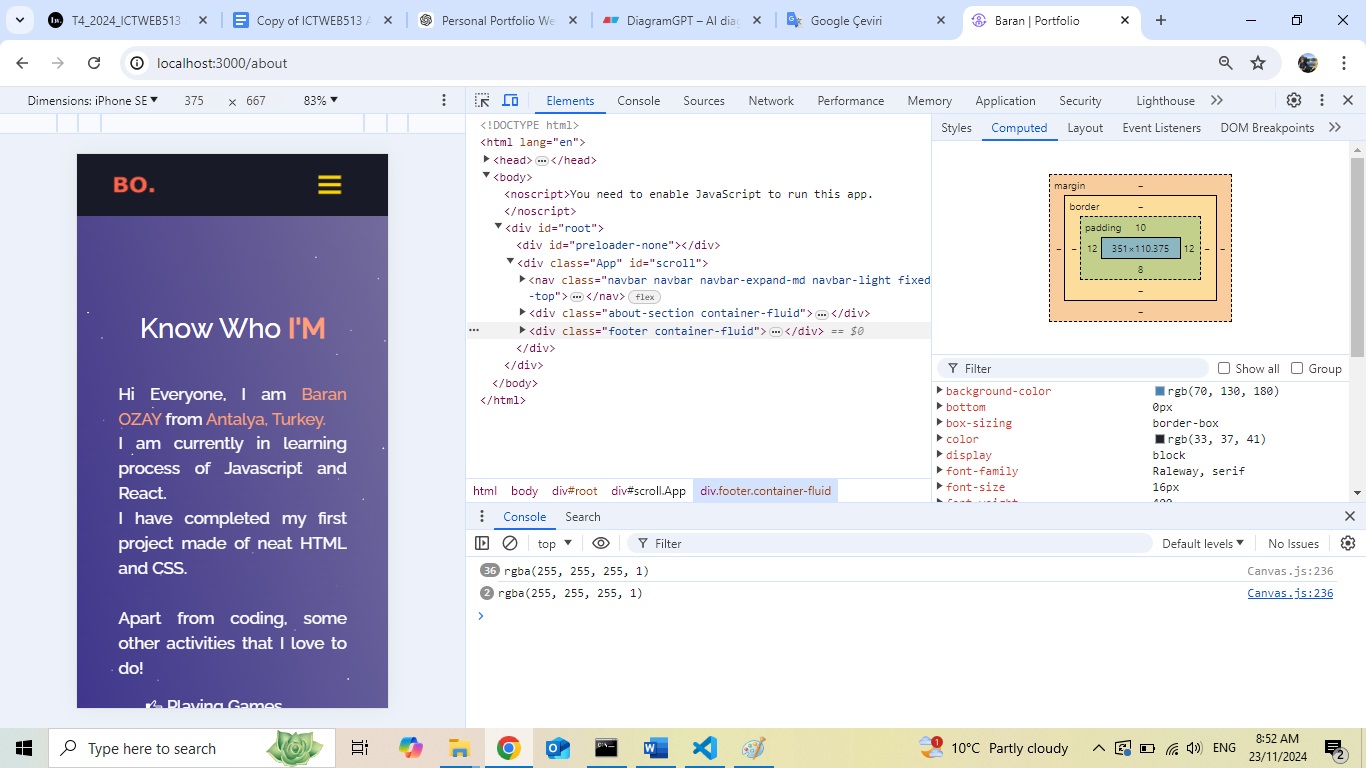 T4_2024_ICTWEB513
Copy of ICTWEB513 A
Personal Portfolio We
DiagramGPT – AI diag
Google Çeviri
Baran | Portfolio
localhost:3000/about
Dimensions: iPhone SE 375 × 667 83%
Elements Console Sources Network Performance Memory Application Security Lighthouse
BO.
Know Who I'M
Hi Everyone, I am Baran
OZAY from Antalya, Turkey.
I am currently in learning
process of Javascript and
React.
I have completed my first
project made of neat HTML
and CSS.
Apart from coding, some
other activities that I love to
do!
Playing Games
<!DOCTYPE html>
<html lang="en">
<head> </head>
<body>
<noscript>You need to enable JavaScript to run this app.
</noscript>
<div id="root">
<div id="preloader-none"></div>
<div class="App" id="scroll">
<nav class="navbar navbar navbar-expand-md navbar-light fixed
-top"> </nav> flex
<div class="about-section container-fluid"> </div>
<div class="footer container-fluid"> </div> == $0
</div>
</div>
</body>
</html>
html body div#root div#scroll.App div.footer.container-fluid
Styles Computed Layout Event Listeners DOM Breakpoints
margin –
border –
padding 10
– – 12 351×110.375 12 – –
8
–
–
Filter Show all Group
background-color rgb(70, 130, 180)
bottom 0px
box-sizing border-box
color rgb(33, 37, 41)
display block
font-family Raleway, serif
font-size 16px
font-weight 400
Console Search
top Filter Default levels No Issues
36 rgba(255, 255, 255, 1) Canvas.js:236
2 rgba(255, 255, 255, 1) Canvas.js:236
Type here to search
1 10°C Partly cloudy ENG 8:52 AM
23/11/2024 2